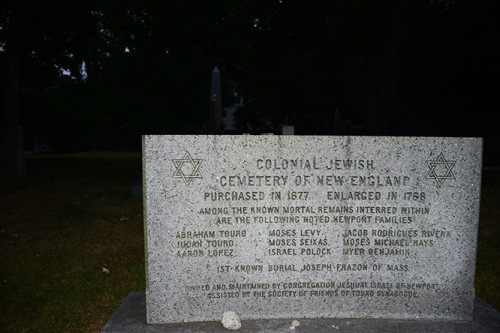 COLONIAL JEWISH
CEMETERY OF NEW ENGLAND
PURCHASED IN 1677 ENLARGED IN 1768
AMONG THE KNOWN MORTAL REMAINS INTERRED WITHIN
ARE THE FOLLOWING NOTED NEWPORT FAMILIES
ABRAHAM TOURO MOSES LEVY JACOB RODRIGUES RIVERA
JUDAH TOURO MOSES SEIXAS MOSES MICHAEL HAYS
AARON LOPEZ ISRAEL POLOCK MYER BENJAMIN
1ST KNOWN BURIAL JOSEPH FRAZON OF MASS.
OWNED AND MAINTAINED BY CONGREGATION JESHUAT ISRAEL OF NEWPORT,
ASSISTED BY THE SOCIETY OF FRIENDS OF TOURO SYNAGOGUE